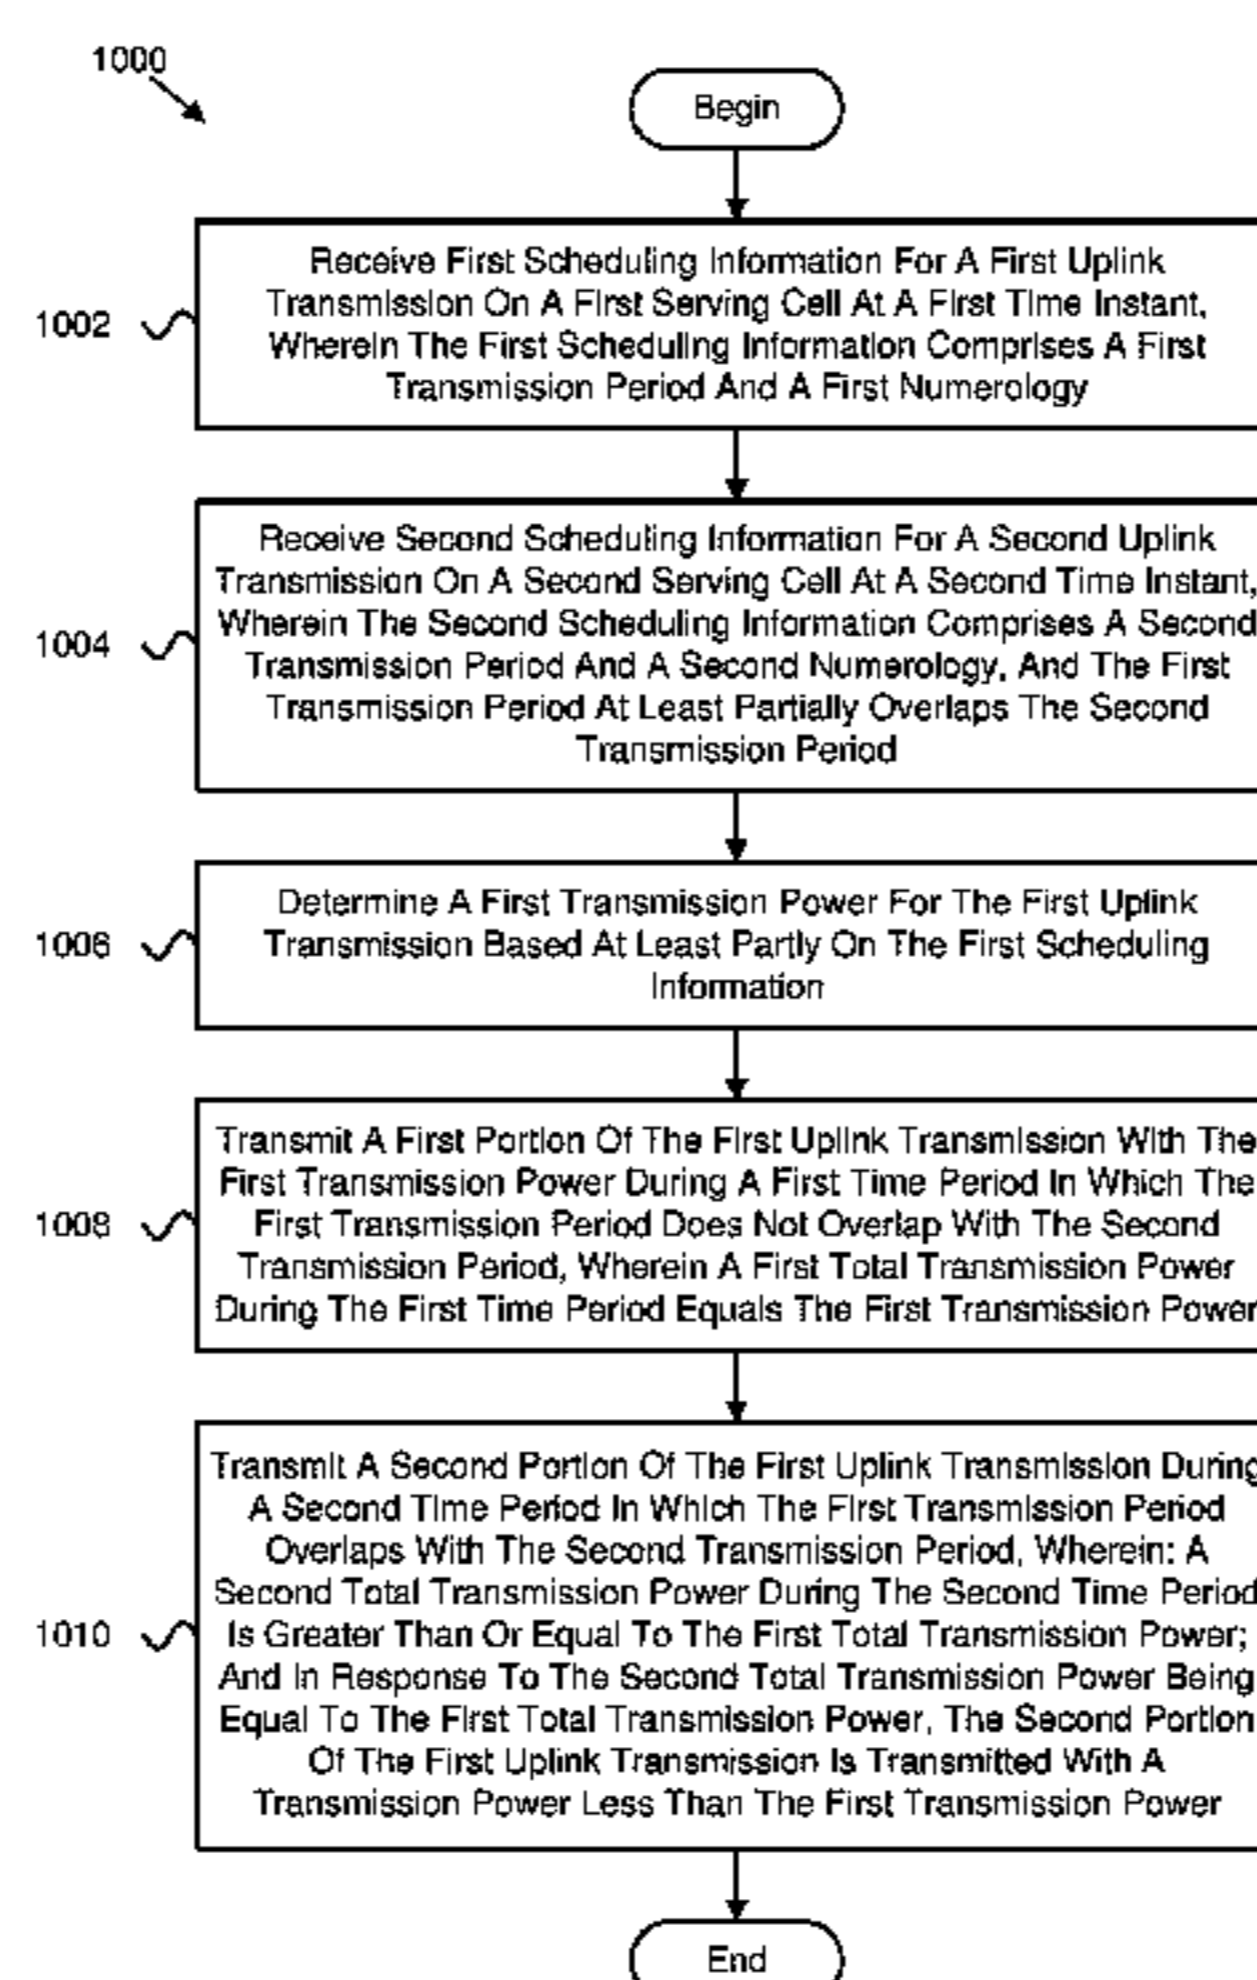 1000
Begin
1002
Receive First Scheduling Information For A First Uplink
Transmission On A First Serving Cell At A First Time Instant,
Wherein The First Scheduling Information Comprises A First
Transmission Period And A First Numerology
1004
Receive Second Scheduling Information For A Second Uplink
Transmission On A Second Serving Cell At A Second Time Instant,
Wherein The Second Scheduling Information Comprises A Second
Transmission Period And A Second Numerology, And The First
Transmission Period At Least Partially Overlaps The Second
Transmission Period
1006
Determine A First Transmission Power For The First Uplink
Transmission Based At Least Partly On The First Scheduling
Information
1008
Transmit A First Portion Of The First Uplink Transmission With The
First Transmission Power During A First Time Period In Which The
First Transmission Period Does Not Overlap With The Second
Transmission Period, Wherein A First Total Transmission Power
During The First Time Period Equals The First Transmission Power
1010
Transmit A Second Portion Of The First Uplink Transmission During
A Second Time Period In Which The First Transmission Period
Overlaps With The Second Transmission Period, Wherein: A
Second Total Transmission Power During The Second Time Period
Is Greater Than Or Equal To The First Total Transmission Power;
And In Response To The Second Total Transmission Power Being
Equal To The First Total Transmission Power, The Second Portion
Of The First Uplink Transmission Is Transmitted With A
Transmission Power Less Than The First Transmission Power
End